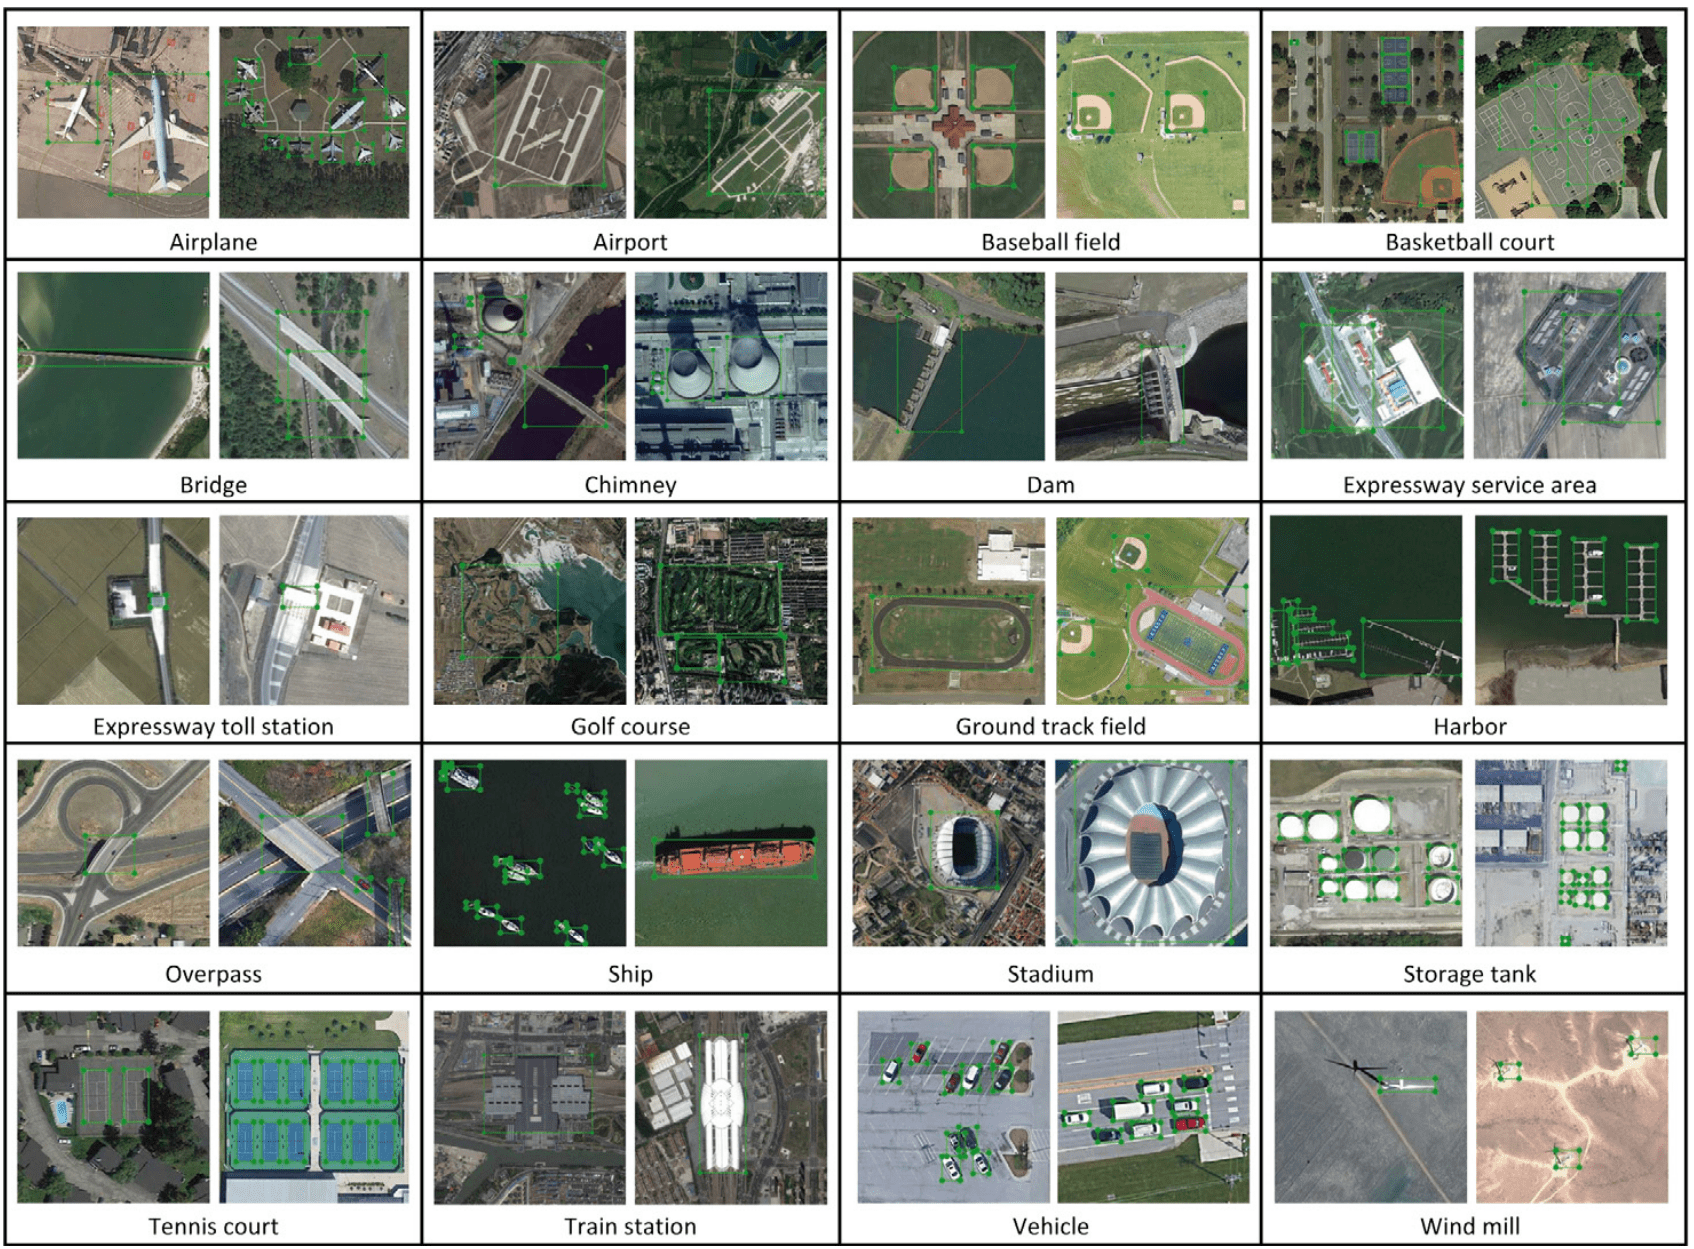 Airplane
Airport
Baseball field
Basketball court
Bridge
Chimney
Dam
Expressway service area
Expressway toll station
Golf course
Ground track field
Harbor
Overpass
Ship
Stadium
Storage tank
Tennis court
Train station
Vehicle
Wind mill